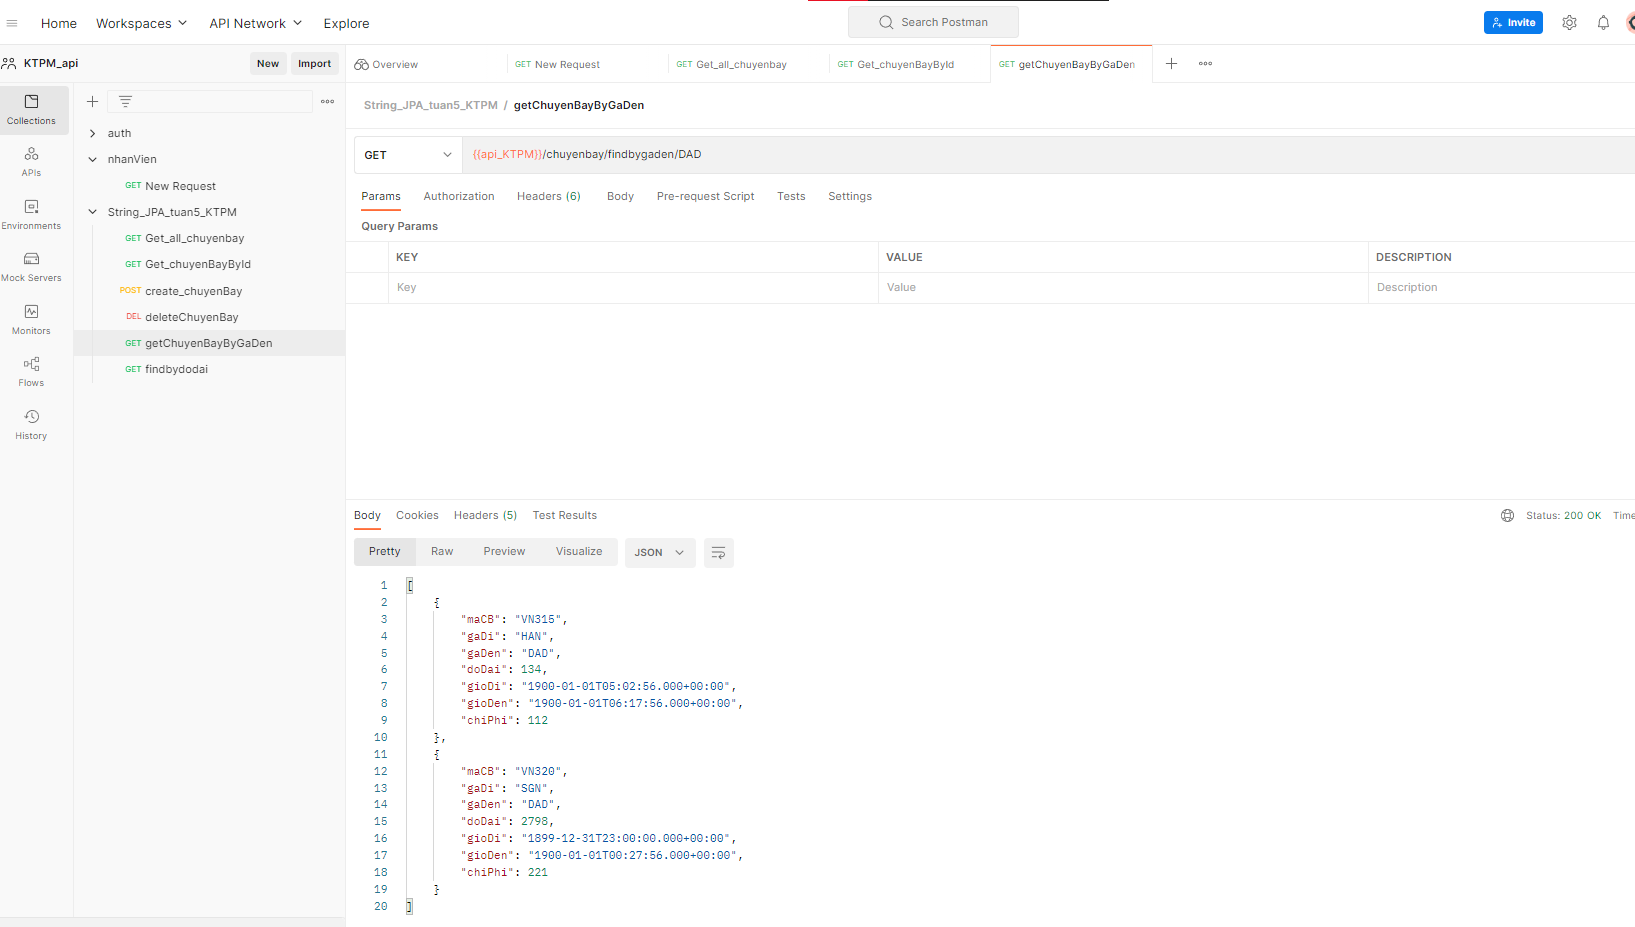 Home Workspaces API Network Explore Search Postman Invite
KTPM_api New Import
Overview GET New Request GET Get_all_chuyenbay GET Get_chuyenBayById GET getChuyenBayByGaDen
Collections
APIs
Environments
Mock Servers
Monitors
Flows
History
auth
nhanVien
GET New Request
String_JPA_tuan5_KTPM
GET Get_all_chuyenbay
GET Get_chuyenBayById
POST create_chuyenBay
DEL deleteChuyenBay
GET getChuyenBayByGaDen
GET findbydodai
String_JPA_tuan5_KTPM / getChuyenBayByGaDen
GET {{api_KTPM}}/chuyenbay/findbygaden/DAD
Params Authorization Headers (6) Body Pre-request Script Tests Settings
Query Params
KEY VALUE DESCRIPTION
Key Value Description
Body Cookies Headers (5) Test Results Status: 200 OK Time
Pretty Raw Preview Visualize JSON
1 [
2 {
3 "maCB": "VN315",
4 "gaDi": "HAN",
5 "gaDen": "DAD",
6 "doDai": 134,
7 "gioDi": "1900-01-01T05:02:56.000+00:00",
8 "gioDen": "1900-01-01T06:17:56.000+00:00",
9 "chiPhi": 112
10 },
11 {
12 "maCB": "VN320",
13 "gaDi": "SGN",
14 "gaDen": "DAD",
15 "doDai": 2798,
16 "gioDi": "1899-12-31T23:00:00.000+00:00",
17 "gioDen": "1900-01-01T00:27:56.000+00:00",
18 "chiPhi": 221
19 }
20 ]